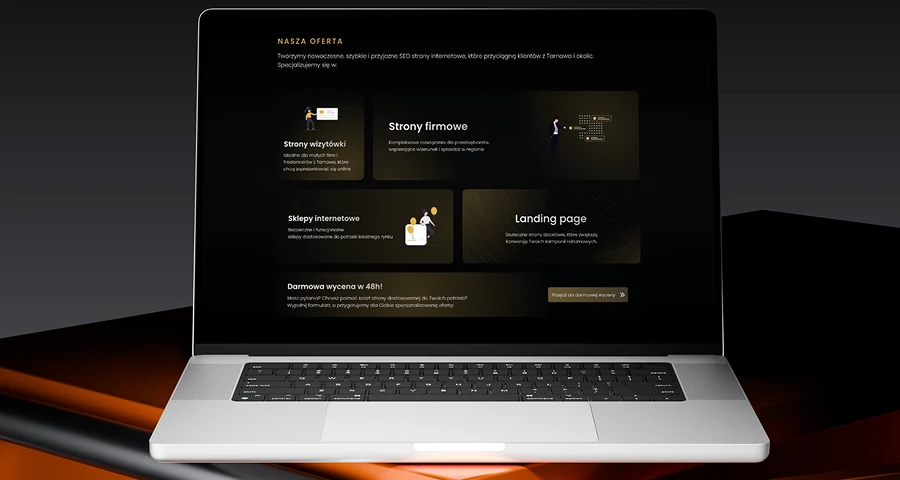 NASZA OFERTA
Tworzymy nowoczesne, szybkie i przyjazne SEO strony internetowe, które przyciągną klientów z Tarnowa i okolic.
Specjalizujemy się w:
Strony wizytówki
Idealne dla małych firm i
freelancerów z Tarnowa, które
chcą zaprezentować się online
Strony firmowe
Kompleksowe rozwiązania dla przedsiębiorstw,
wspierające wizerunek i sprzedaż w regionie
Sklepy internetowe
Bezpieczne i funkcjonalne
sklepy dostosowane do potrzeb lokalnego rynku
Landing page
Skuteczne strony docelowe, które zwiększą
konwersję Twoich kampanii reklamowych.
Darmowa wycena w 48h!
Masz pytania? Chcesz poznać koszt strony dostosowanej do Twoich potrzeb?
Wypełnij formularz, a przygotujemy dla Ciebie spersonalizowaną ofertę!
Przejdź do darmowej wyceny